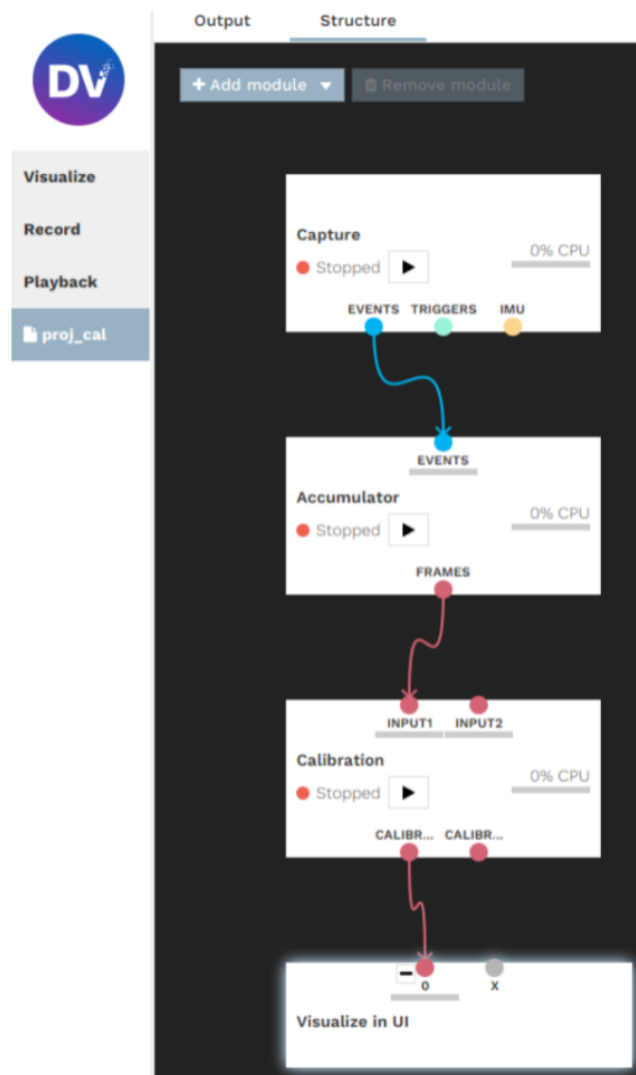 Output Structure
DV
+ Add module Remove module
Visualize
Record
Playback
proj_cal
Capture
0% CPU
Stopped
EVENTS TRIGGERS IMU
EVENTS
Accumulator
0% CPU
Stopped
FRAMES
INPUT1 INPUT2
Calibration
0% CPU
Stopped
CALIBR... CALIBR...
0 X
Visualize in UI